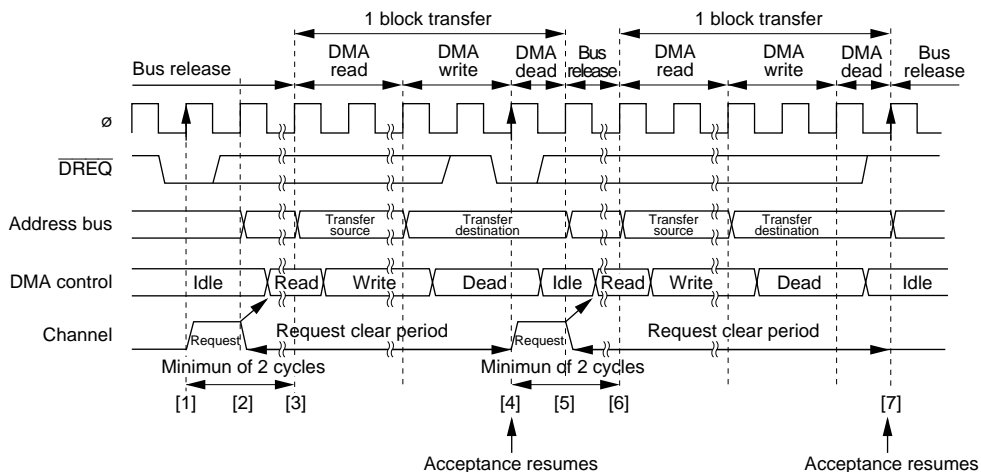 1 block transfer 1 block transfer
Bus release DMA read DMA write DMA dead Bus release DMA read DMA write DMA dead Bus release
ø
DREQ
Address bus Transfer source Transfer destination Transfer source Transfer destination
DMA control Idle Read Write Dead Idle Read Write Dead Idle
Channel Request Request clear period Request Request clear period
Minimun of 2 cycles Minimun of 2 cycles
[1] [2] [3] [4] [5] [6] [7]
Acceptance resumes Acceptance resumes